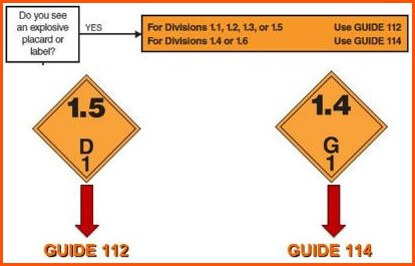 Do you see
an explosive
placard or
label?
YES
For Divisions 1.1, 1.2, 1.3, or 1.5 Use GUIDE 112
For Divisions 1.4 or 1.6 Use GUIDE 114
1.5
D
1
GUIDE 112
1.4
G
1
GUIDE 114